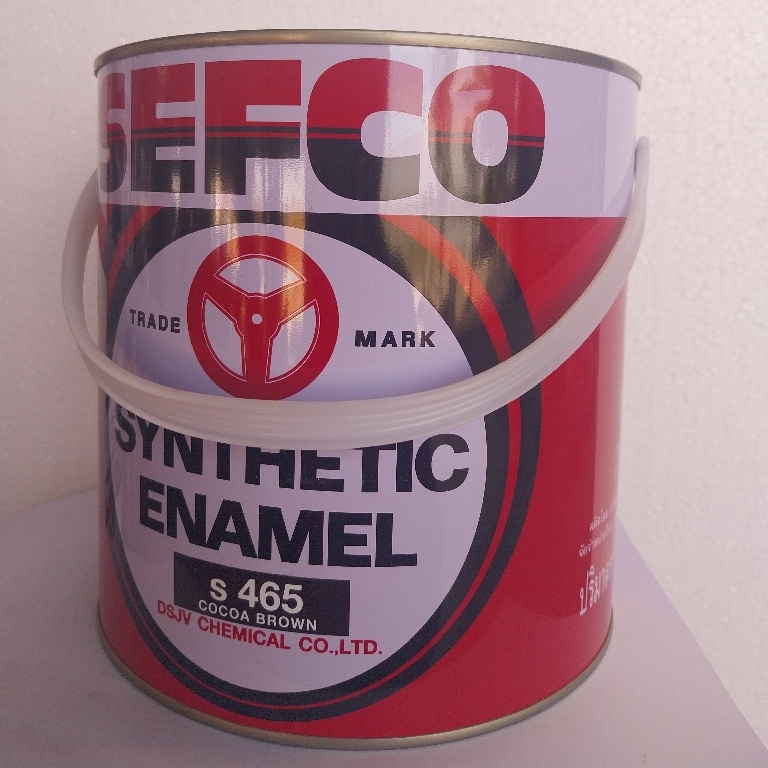 SEFCO
TRADE MARK
SYNTHETIC
ENAMEL
S 465
COCOA BROWN
DSJV CHEMICAL CO.,LTD.